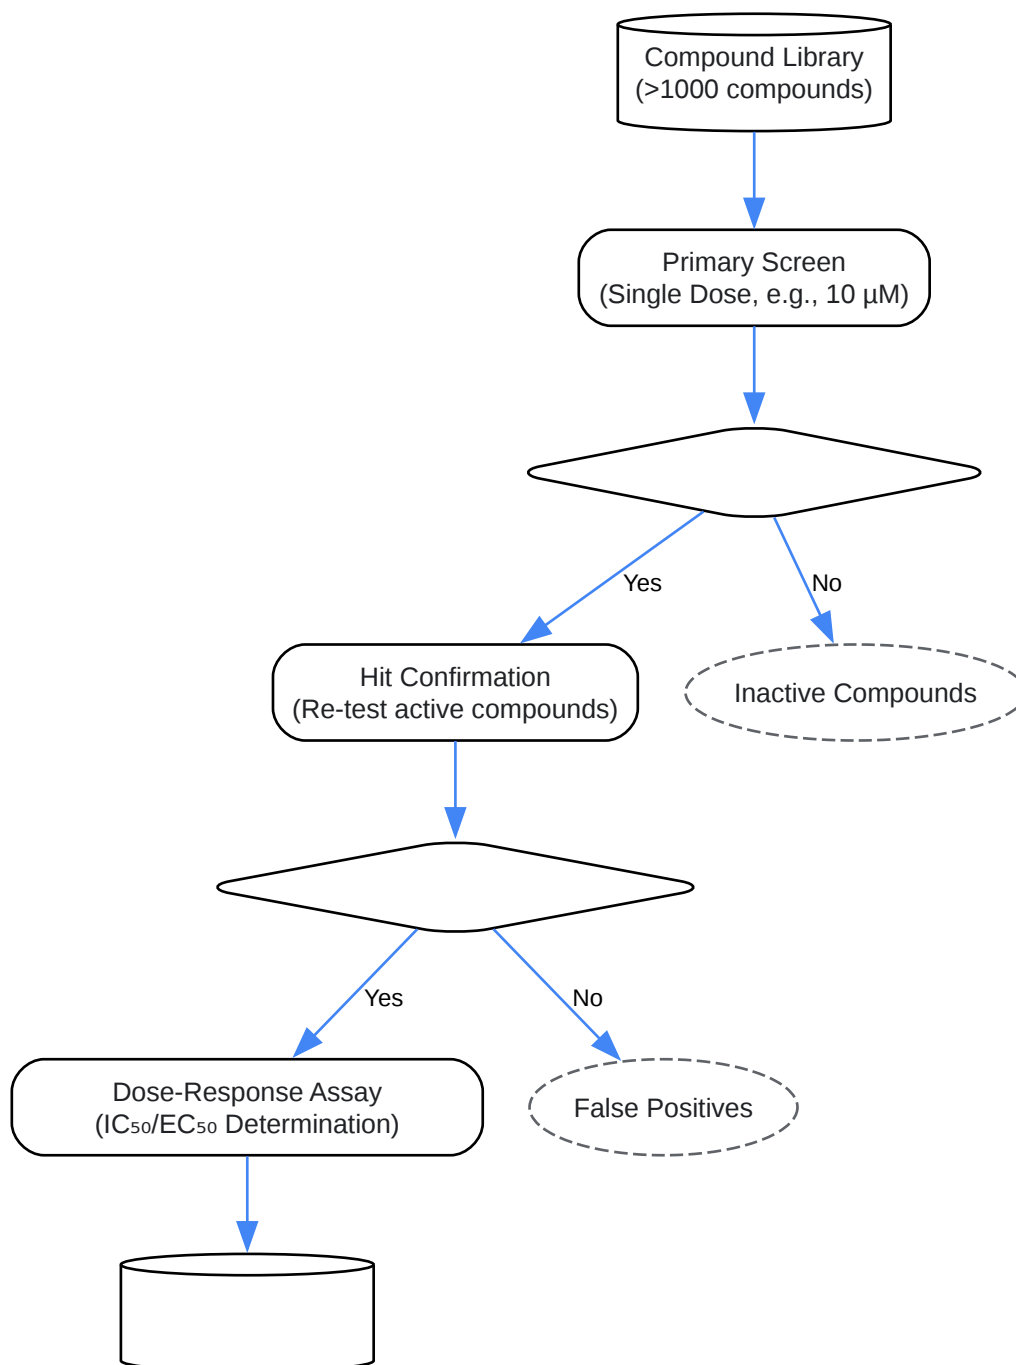 Compound Library
(>1000 compounds)
Primary Screen
(Single Dose, e.g., 10 µM)
Yes
No
Hit Confirmation
(Re-test active compounds)
Inactive Compounds
Yes
No
Dose-Response Assay
(IC₅₀/EC₅₀ Determination)
False Positives